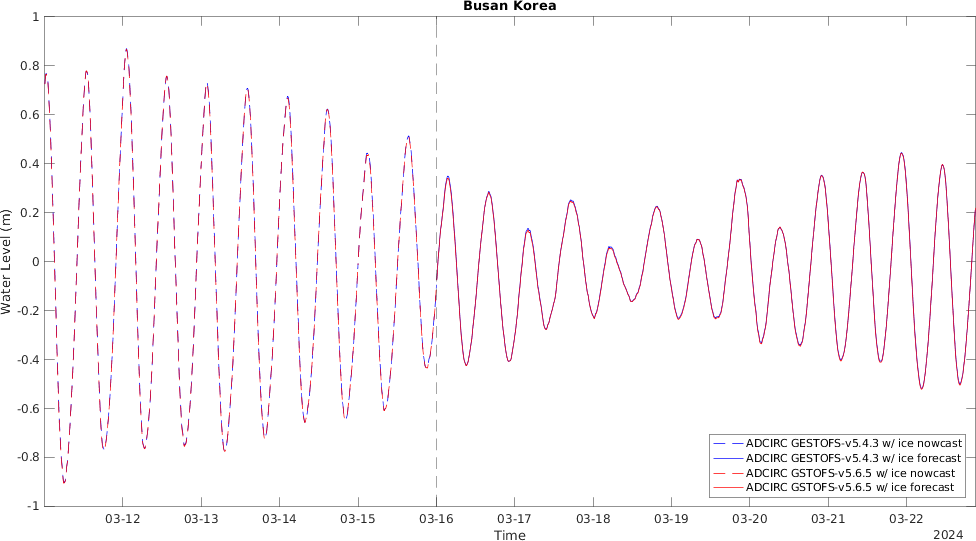 Busan Korea
Water Level (m)
1
0.8
0.6
0.4
0.2
0
-0.2
-0.4
-0.6
-0.8
-1
ADCIRC GESTOFS-v5.4.3 w/ ice nowcast
ADCIRC GESTOFS-v5.4.3 w/ ice forecast
ADCIRC GSTOFS-v5.6.5 w/ ice nowcast
ADCIRC GSTOFS-v5.6.5 w/ ice forecast
03-12 03-13 03-14 03-15 03-16 03-17 03-18 03-19 03-20 03-21 03-22
Time
2024